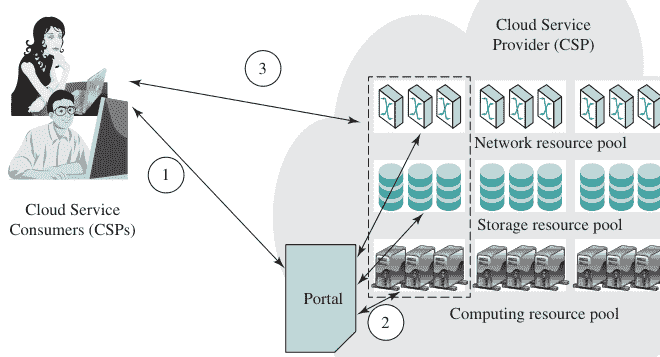 Cloud Service
Provider (CSP)
3
Network resource pool
1
Cloud Service
Consumers (CSPs)
Storage resource pool
Portal
2
Computing resource pool